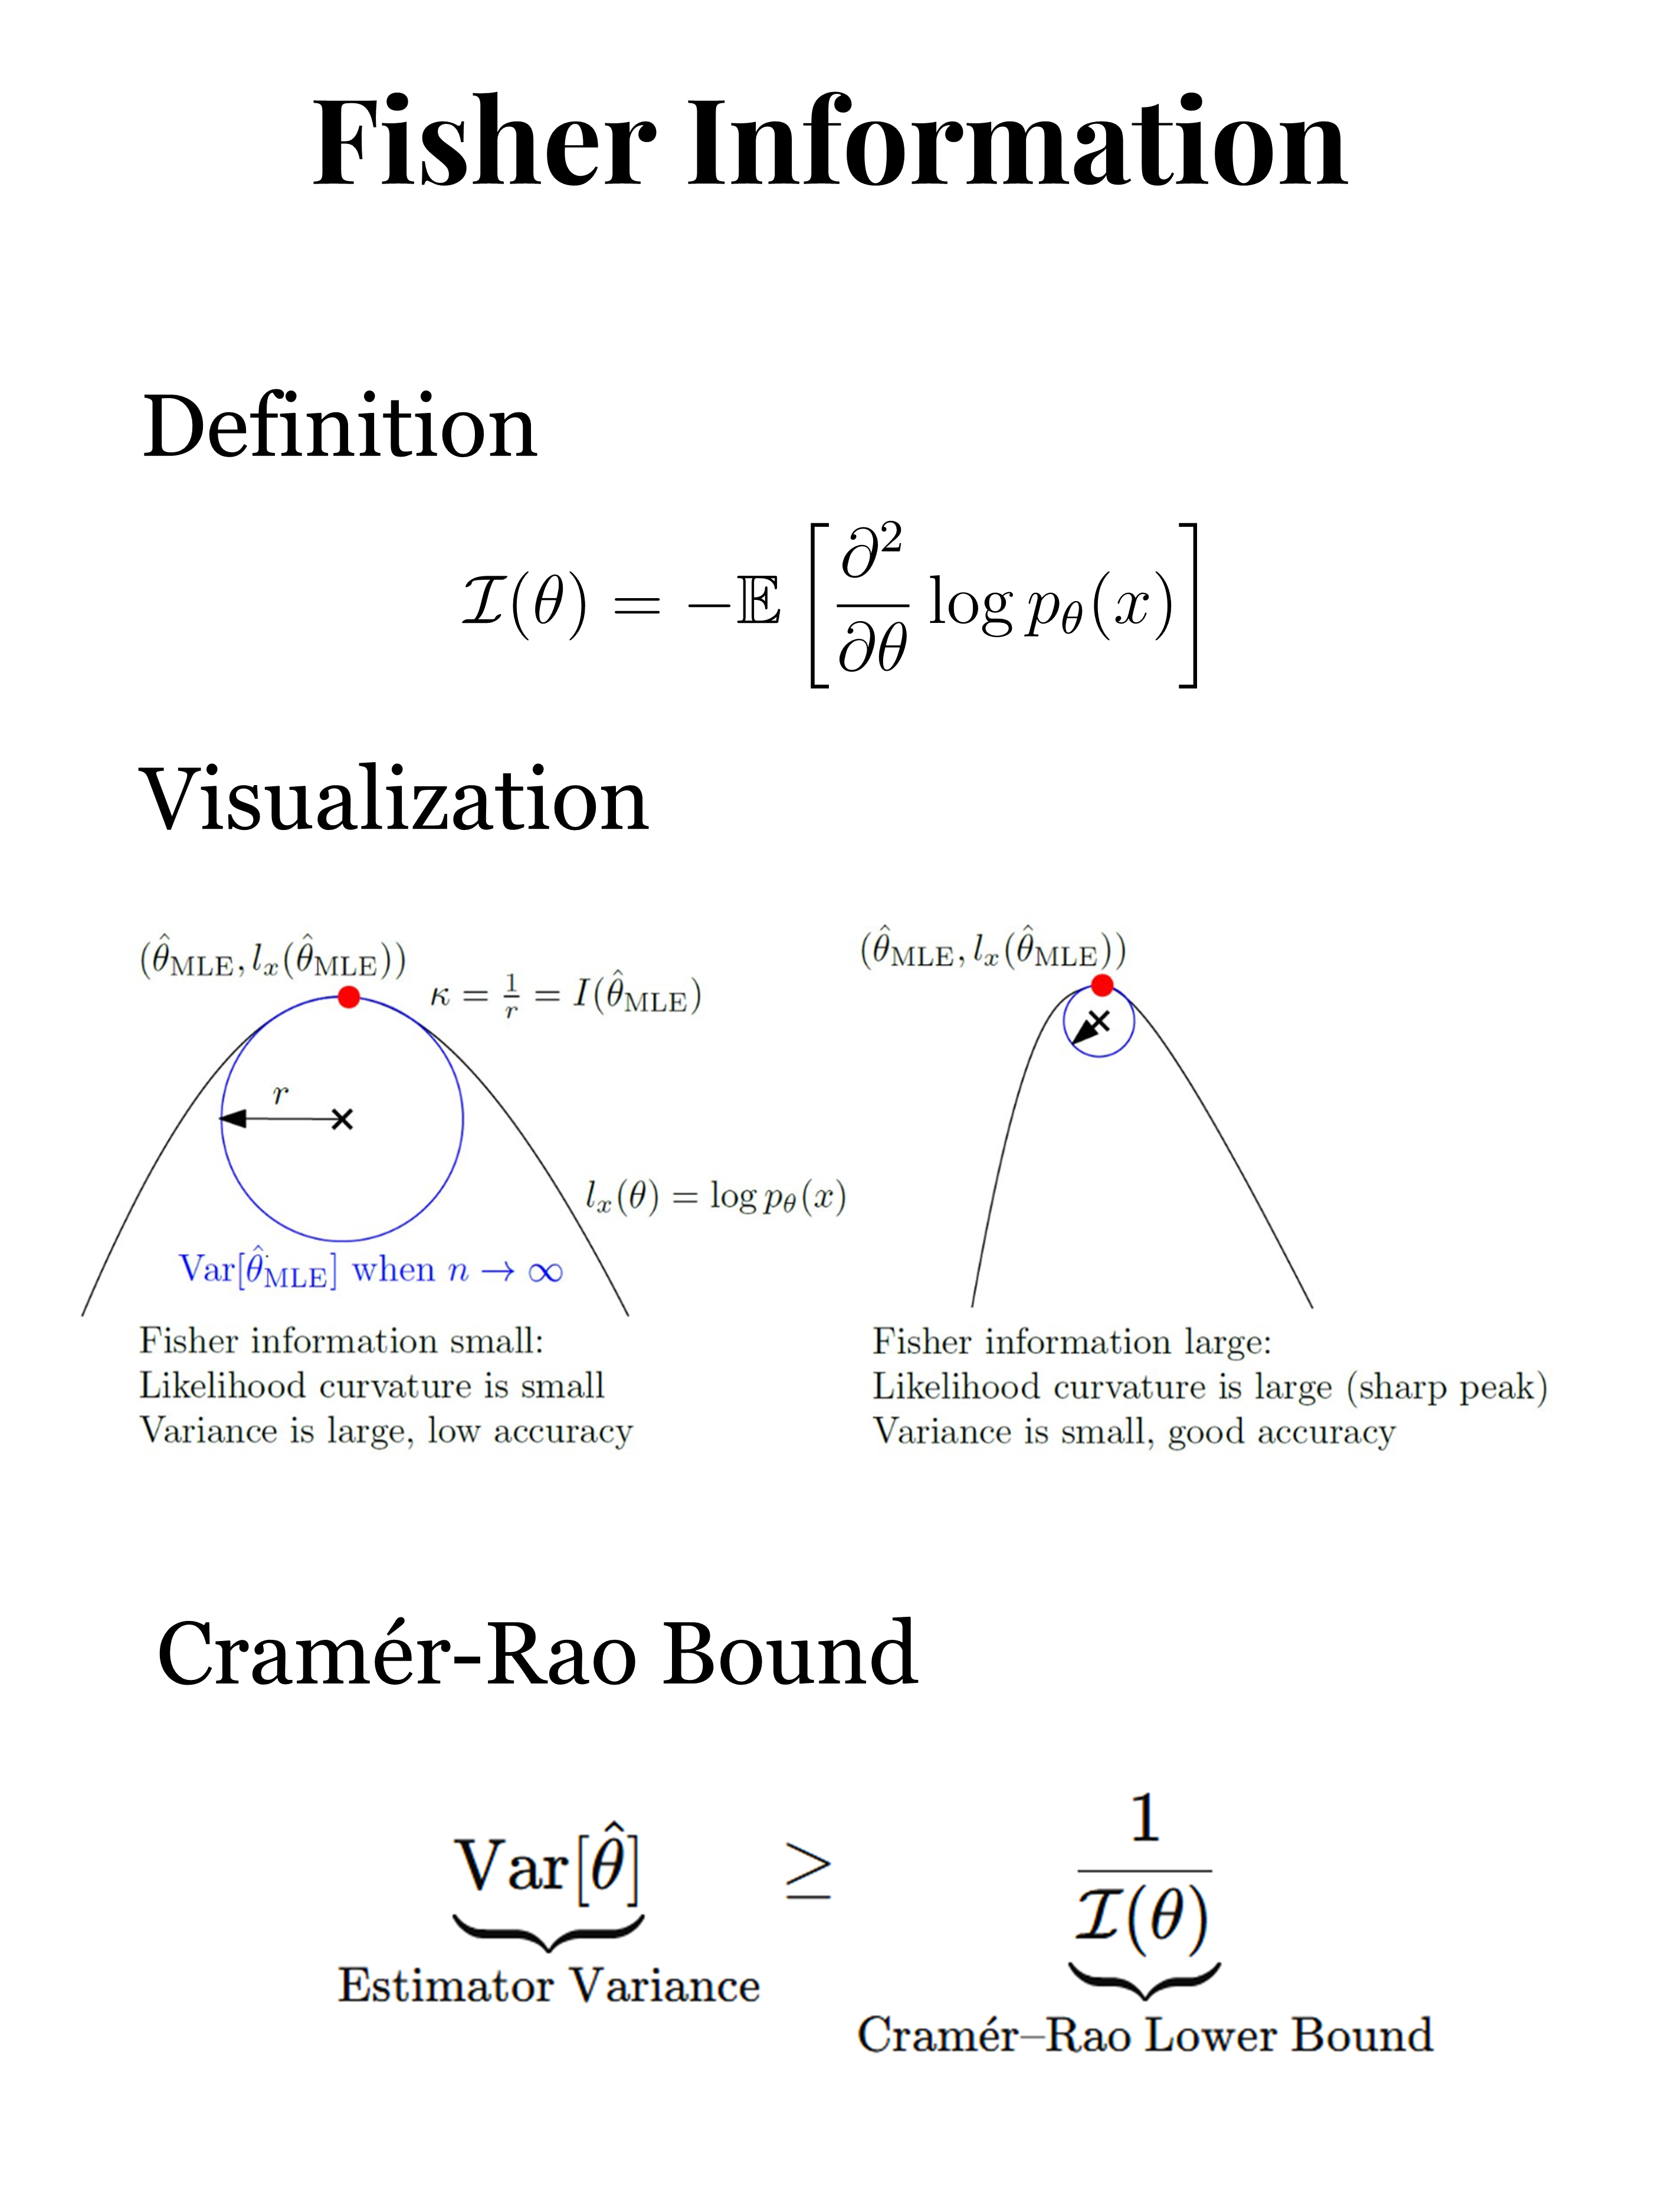 Fisher Information
Definition
$\mathcal{I}(\theta) = -\mathbb{E}\left[\frac{\partial^2}{\partial\theta} \log p_\theta(x)\right]$
Visualization
$(\hat{\theta}_{\text{MLE}}, l_x(\hat{\theta}_{\text{MLE}}))$
$\kappa = \frac{1}{r} = I(\hat{\theta}_{\text{MLE}})$
$r$
$l_x(\theta) = \log p_\theta(x)$
$\text{Var}[\hat{\theta}_{\text{MLE}}]$ when $n \to \infty$
Fisher information small:
Likelihood curvature is small
Variance is large, low accuracy
$(\hat{\theta}_{\text{MLE}}, l_x(\hat{\theta}_{\text{MLE}}))$
Fisher information large:
Likelihood curvature is large (sharp peak)
Variance is small, good accuracy
Cramér-Rao Bound
$\underbrace{\text{Var}[\hat{\theta}]}_{\text{Estimator Variance}} \geq \underbrace{\frac{1}{\mathcal{I}(\theta)}}_{\text{Cramér–Rao Lower Bound}}$